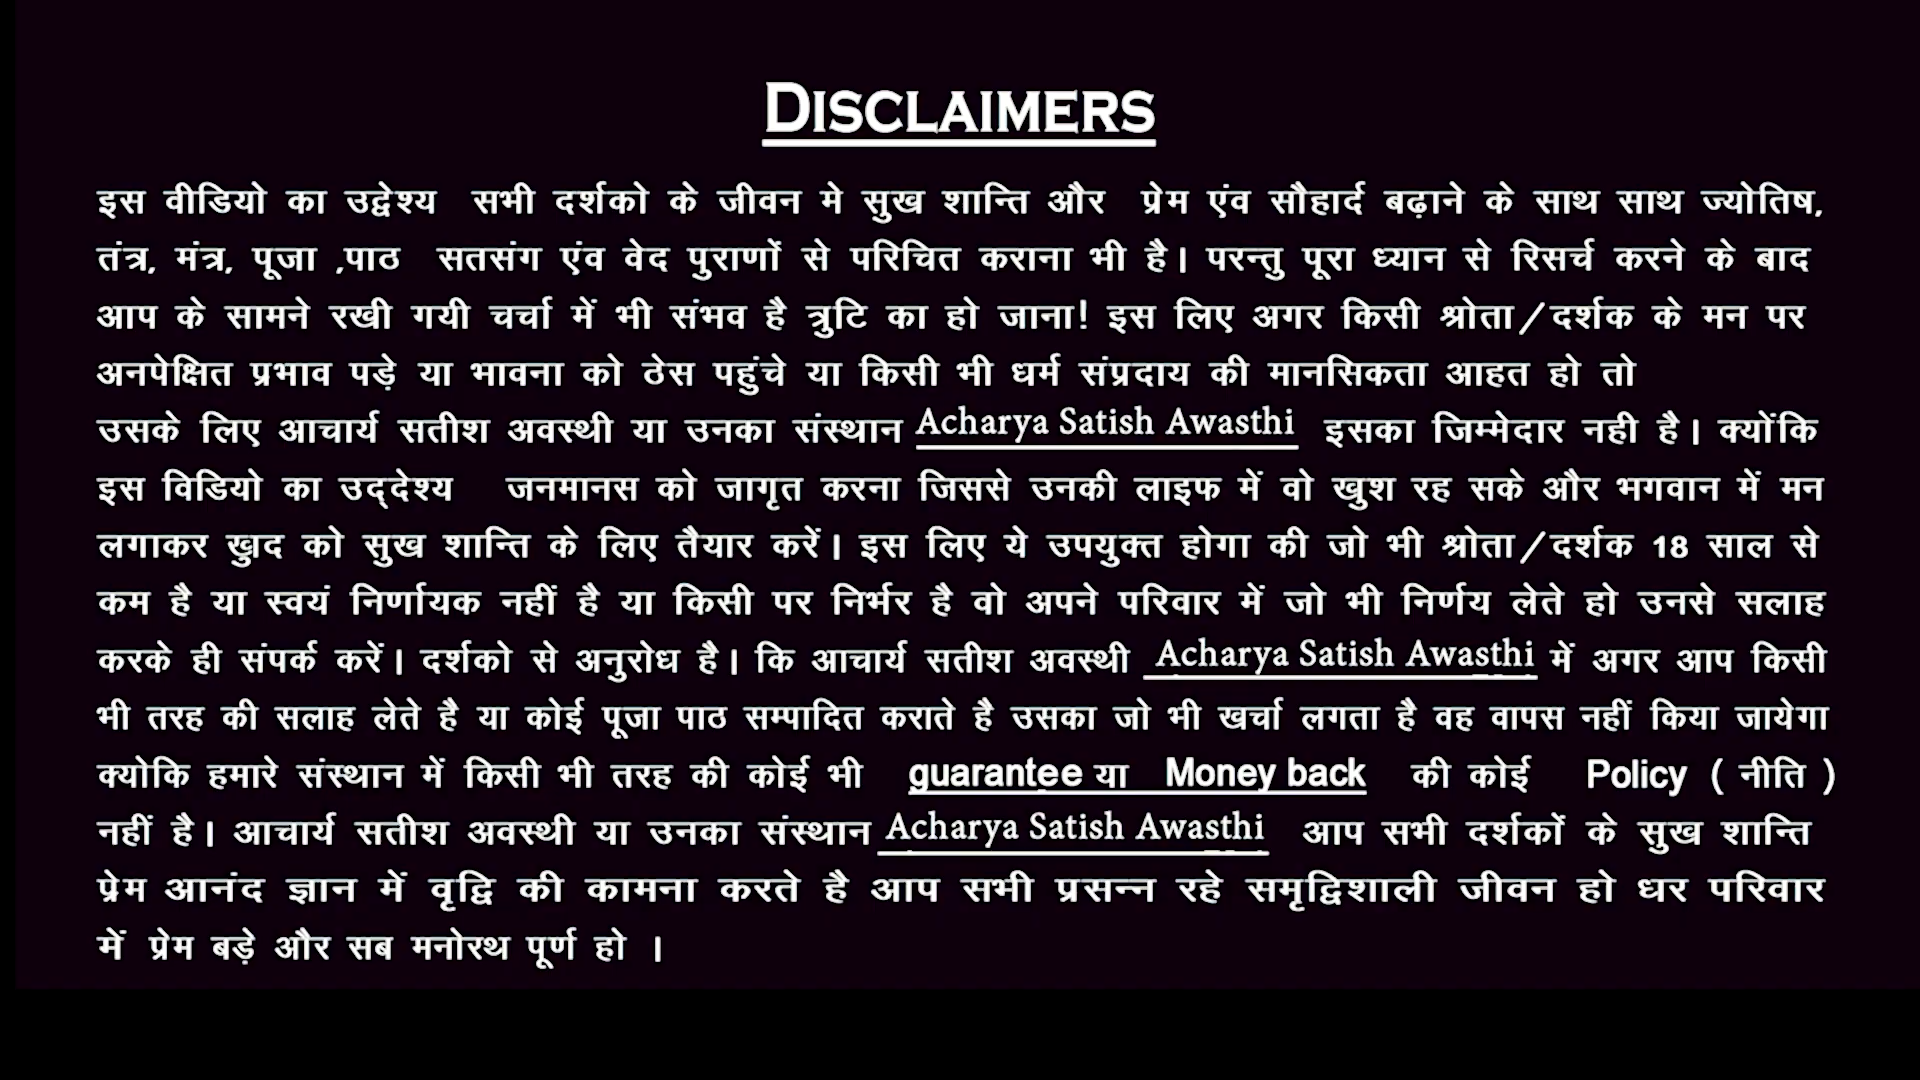 DISCLAIMERS
इस वीडियो का उद्वेश्य सभी दर्शको के जीवन मे सुख शान्ति और प्रेम एंव सौहार्द बढ़ाने के साथ साथ ज्योतिष,
तंत्र, मंत्र, पूजा ,पाठ सतसंग एंव वेद पुराणों से परिचित कराना भी है। परन्तु पूरा ध्यान से रिसर्च करने के बाद
आप के सामने रखी गयी चर्चा में भी संभव है त्रुटि का हो जाना! इस लिए अगर किसी श्रोता/दर्शक के मन पर
अनपेक्षित प्रभाव पड़े या भावना को ठेस पहुंचे या किसी भी धर्म संप्रदाय की मानसिकता आहत हो तो
उसके लिए आचार्य सतीश अवस्थी या उनका संस्थान Acharya Satish Awasthi इसका जिम्मेदार नही है। क्योंकि
इस विडियो का उद्देश्य जनमानस को जागृत करना जिससे उनकी लाइफ में वो खुश रह सके और भगवान में मन
लगाकर खुद को सुख शान्ति के लिए तैयार करें। इस लिए ये उपयुक्त होगा की जो भी श्रोता/दर्शक 18 साल से
कम है या स्वयं निर्णायक नहीं है या किसी पर निर्भर है वो अपने परिवार में जो भी निर्णय लेते हो उनसे सलाह
करके ही संपर्क करें। दर्शको से अनुरोध है। कि आचार्य सतीश अवस्थी Acharya Satish Awasthi में अगर आप किसी
भी तरह की सलाह लेते है या कोई पूजा पाठ सम्पादित कराते है उसका जो भी खर्चा लगता है वह वापस नहीं किया जायेगा
क्योकि हमारे संस्थान में किसी भी तरह की कोई भी guarantee या Money back की कोई Policy ( नीति )
नहीं है। आचार्य सतीश अवस्थी या उनका संस्थान Acharya Satish Awasthi आप सभी दर्शकों के सुख शान्ति
प्रेम आनंद ज्ञान में वृद्वि की कामना करते है आप सभी प्रसन्न रहे समृद्विशाली जीवन हो धर परिवार
में प्रेम बड़े और सब मनोरथ पूर्ण हो ।